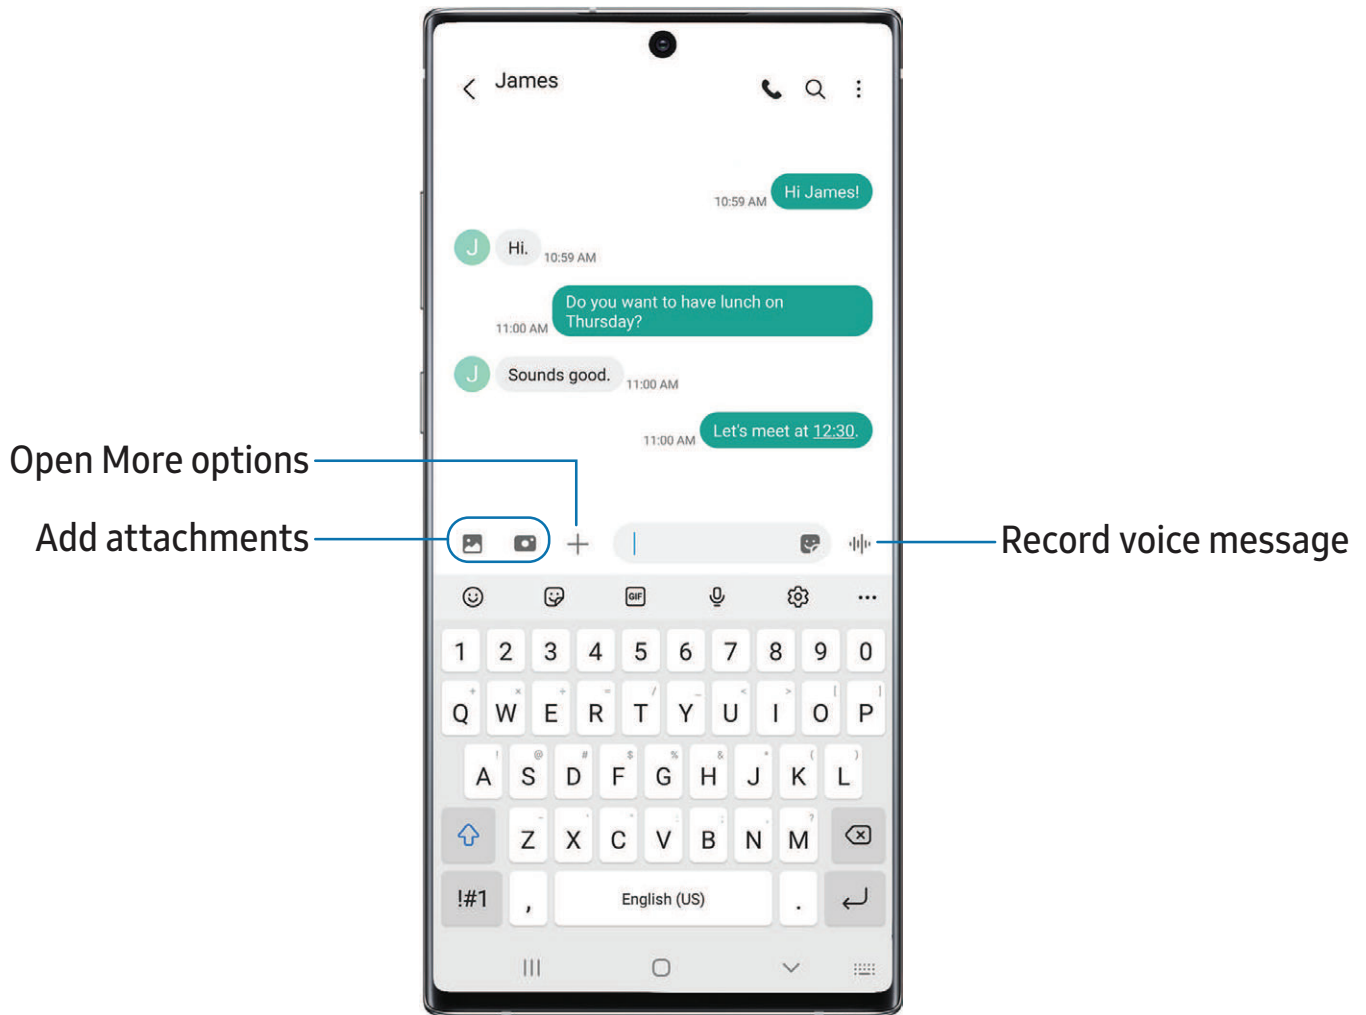 James
Hi James!
10:59 AM
J
Hi.
10:59 AM
Do you want to have lunch on
Thursday?
11:00 AM
J
Sounds good.
11:00 AM
Let's meet at 12:30.
11:00 AM
Open More options
Add attachments
Record voice message
GIF
1 2 3 4 5 6 7 8 9 0
+ × ÷ = / _ < > [ ]
Q W E R T Y U I O P
! @ # $ % & * ( )
A S D F G H J K L
- ' " : ; , ?
Z X C V B N M
!#1 , English (US) .